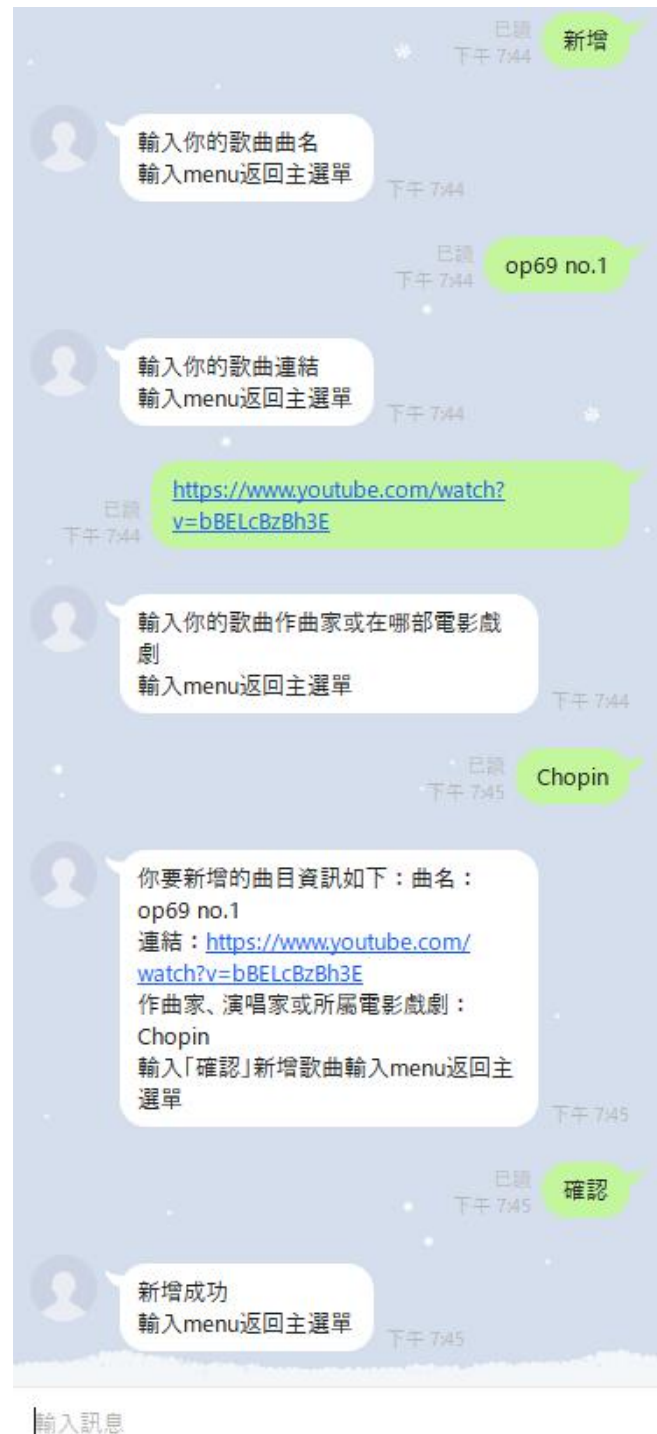 已讀
下午 7:44
新增
輸入你的歌曲曲名
輸入menu返回主選單
下午 7:44
已讀
下午 7:44
op69 no.1
輸入你的歌曲連結
輸入menu返回主選單
下午 7:44
https://www.youtube.com/watch?
v=bBELcBzBh3E
已讀
下午 7:44
輸入你的歌曲作曲家或在哪部電影戲
劇
輸入menu返回主選單
下午 7:44
已讀
下午 7:45
Chopin
你要新增的曲目資訊如下：曲名：
op69 no.1
連結：https://www.youtube.com/
watch?v=bBELcBzBh3E
作曲家、演唱家或所屬電影戲劇：
Chopin
輸入「確認」新增歌曲輸入menu返回主
選單
下午 7:45
已讀
下午 7:45
確認
新增成功
輸入menu返回主選單
下午 7:45
輸入訊息